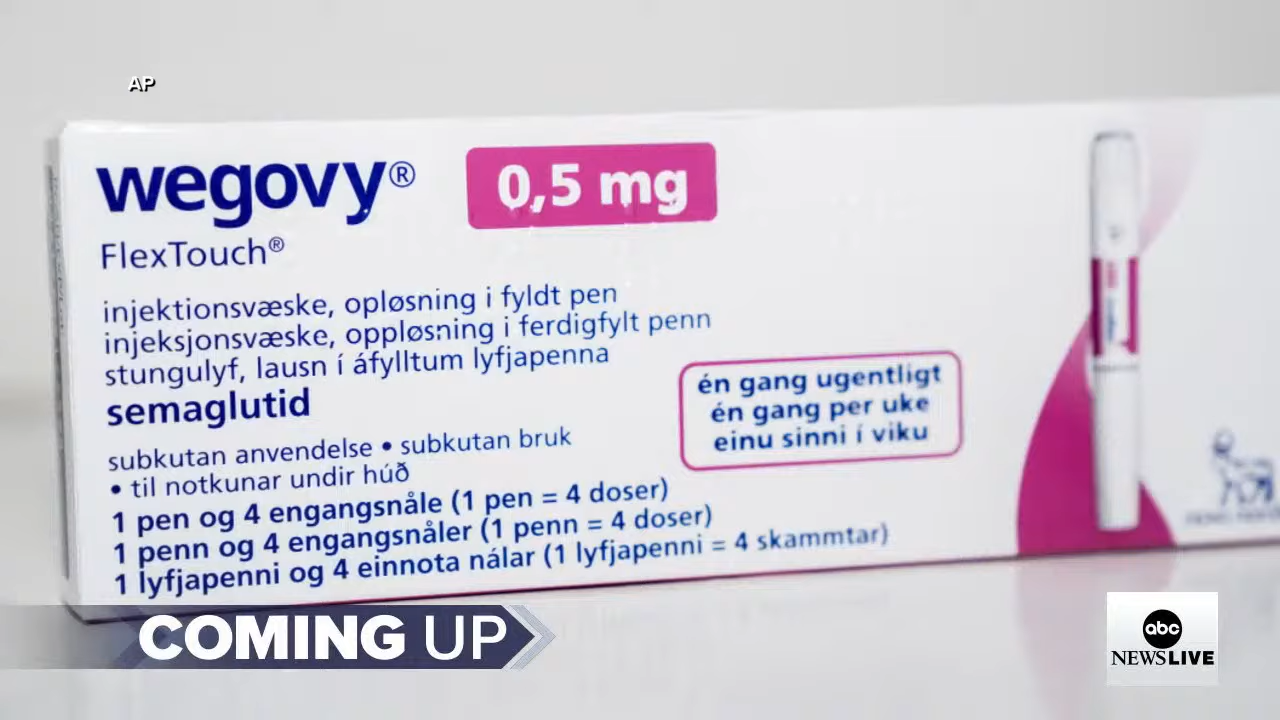 AP
wegovy®
0,5 mg
FlexTouch®
injektionsvæske, opløsning i fyldt pen
injeksjonsvæske, oppløsning i ferdigfylt penn
stungulyf, lausn í áfylltum lyfjapenna
semaglutid
én gang ugentligt
én gang per uke
einu sinni í viku
subkutan anvendelse • subkutan bruk
• til notkunar undir húð
1 pen og 4 engangsnåle (1 pen = 4 doser)
1 penn og 4 engangsnåler (1 penn = 4 doser)
1 lyfjapenni og 4 einnota nálar (1 lyfjapenni = 4 skammtar)
COMING UP
abc
NEWSLIVE